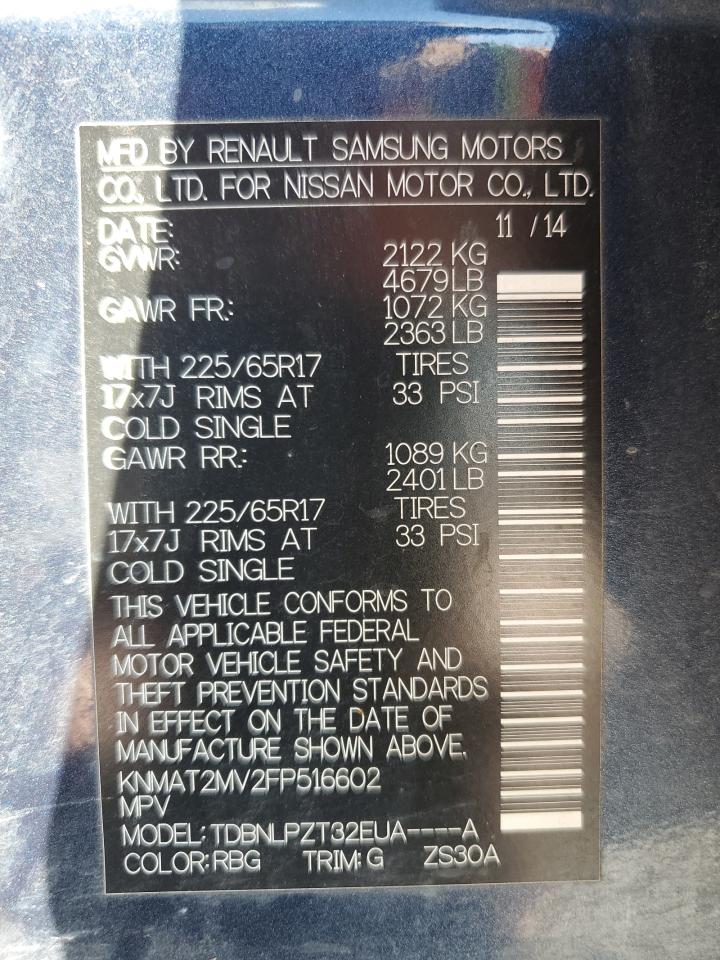 MFD BY RENAULT SAMSUNG MOTORS
CO., LTD. FOR NISSAN MOTOR CO., LTD.
DATE: 11 /14
GVWR: 2122 KG
4679 LB
GAWR FR.: 1072 KG
2363 LB
WITH 225/65R17 TIRES
17x7J RIMS AT 33 PSI
COLD SINGLE
GAWR RR.: 1089 KG
2401 LB
WITH 225/65R17 TIRES
17x7J RIMS AT 33 PSI
COLD SINGLE
THIS VEHICLE CONFORMS TO
ALL APPLICABLE FEDERAL
MOTOR VEHICLE SAFETY AND
THEFT PREVENTION STANDARDS
IN EFFECT ON THE DATE OF
MANUFACTURE SHOWN ABOVE.
KNMAT2MV2FP516602
MPV
MODEL: TDBNLPZT32EUA----A
COLOR: RBG TRIM: G ZS30A